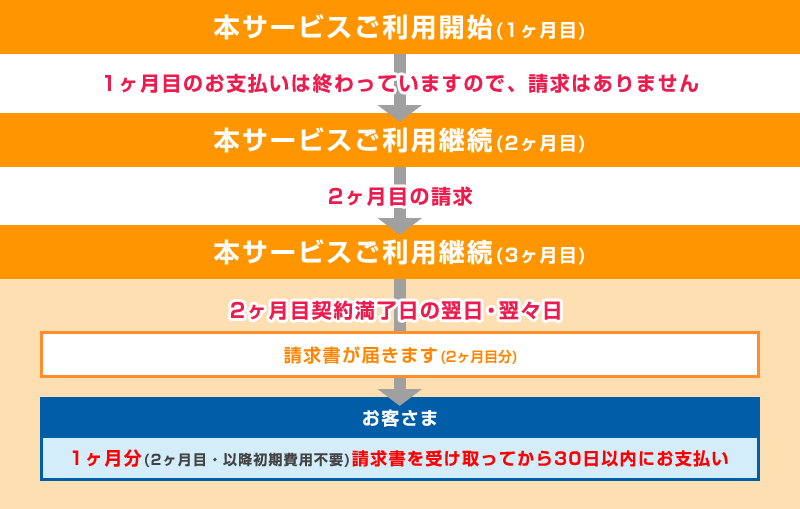 本サービスご利用開始(1ヶ月目)
1ヶ月目のお支払いは終わっていますので、請求はありません
本サービスご利用継続(2ヶ月目)
2ヶ月目の請求
本サービスご利用継続(3ヶ月目)
2ヶ月目契約満了日の翌日・翌々日
請求書が届きます(2ヶ月目分)
お客さま
1ヶ月分(2ヶ月目・以降初期費用不要)請求書を受け取ってから30日以内にお支払い